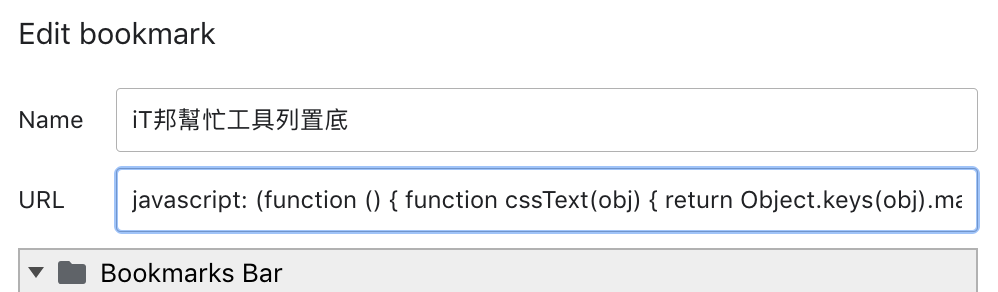 Edit bookmark
Name iT邦幫忙工具列置底
URL javascript: (function () { function cssText(obj) { return Object.keys(obj).ma
Bookmarks Bar